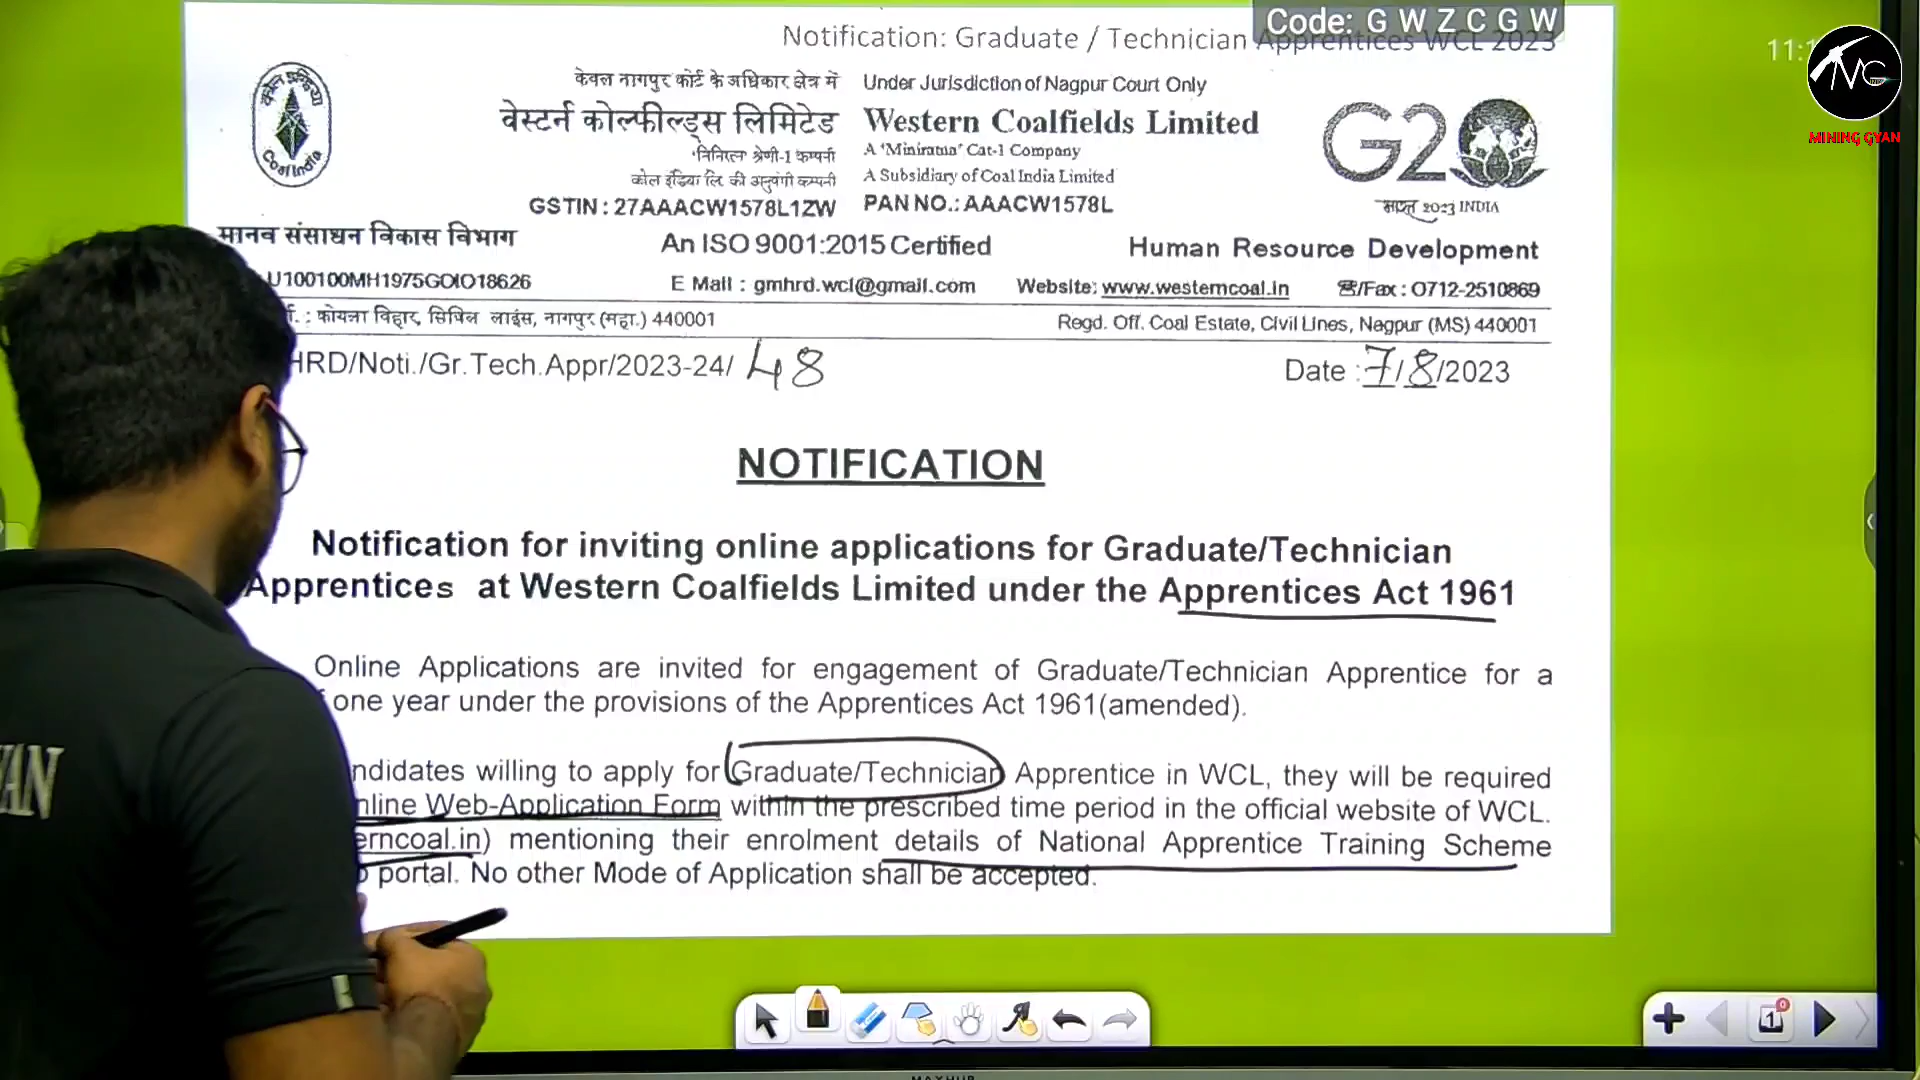 Code: G W Z C G W
Notification: Graduate / Technician Apprentices WCL 2023
11:1
MINING GYAN
केवल नागपुर कोर्ट के अधिकार क्षेत्र में Under Jurisdiction of Nagpur Court Only
वेस्टर्न कोल्फील्ड्स लिमिटेड Western Coalfields Limited
'मिनिरत्न' श्रेणी-1 कम्पनी A 'Miniratna' Cat-1 Company
कोल इंडिया लि. की अनुषंगी कम्पनी A Subsidiary of Coal India Limited
GSTIN : 27AAACW1578L1ZW PAN NO.: AAACW1578L
कोल इण्डिया
Coal India
G20
भारत 2023 INDIA
मानव संसाधन विकास विभाग An ISO 9001:2015 Certified Human Resource Development
U100100MH1975GOIO18626 E Mail : gmhrd.wcl@gmail.com Website: www.westerncoal.in ☎/Fax : 0712-2510869
: कोयला विहार, सिविल लाइंस, नागपुर (महा.) 440001 Regd. Off. Coal Estate, Civil Lines, Nagpur (MS) 440001
HRD/Noti./Gr.Tech.Appr/2023-24/ 48 Date : 7/8/2023
NOTIFICATION
Notification for inviting online applications for Graduate/Technician
Apprentices at Western Coalfields Limited under the Apprentices Act 1961
Online Applications are invited for engagement of Graduate/Technician Apprentice for a
one year under the provisions of the Apprentices Act 1961(amended).
ndidates willing to apply for Graduate/Technician Apprentice in WCL, they will be required
nline Web-Application Form within the prescribed time period in the official website of WCL.
erncoal.in) mentioning their enrolment details of National Apprentice Training Scheme
portal. No other Mode of Application shall be accepted.
YAN
1
0
MAXHUB